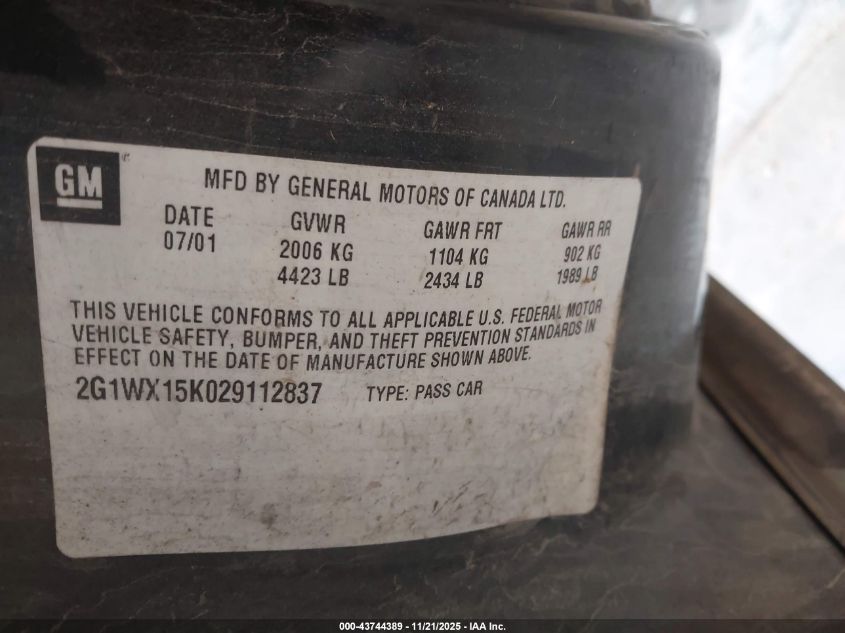 GM
MFD BY GENERAL MOTORS OF CANADA LTD.
DATE GVWR GAWR FRT GAWR RR
07/01 2006 KG 1104 KG 902 KG
4423 LB 2434 LB 1989 LB
THIS VEHICLE CONFORMS TO ALL APPLICABLE U.S. FEDERAL MOTOR
VEHICLE SAFETY, BUMPER, AND THEFT PREVENTION STANDARDS IN
EFFECT ON THE DATE OF MANUFACTURE SHOWN ABOVE.
2G1WX15K029112837 TYPE: PASS CAR
000-43744389 - 11/21/2025 - IAA Inc.